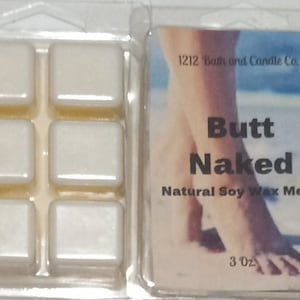 1212 Bath and Candle Co.
Butt
Naked
Natural Soy Wax Me
3 Oz.